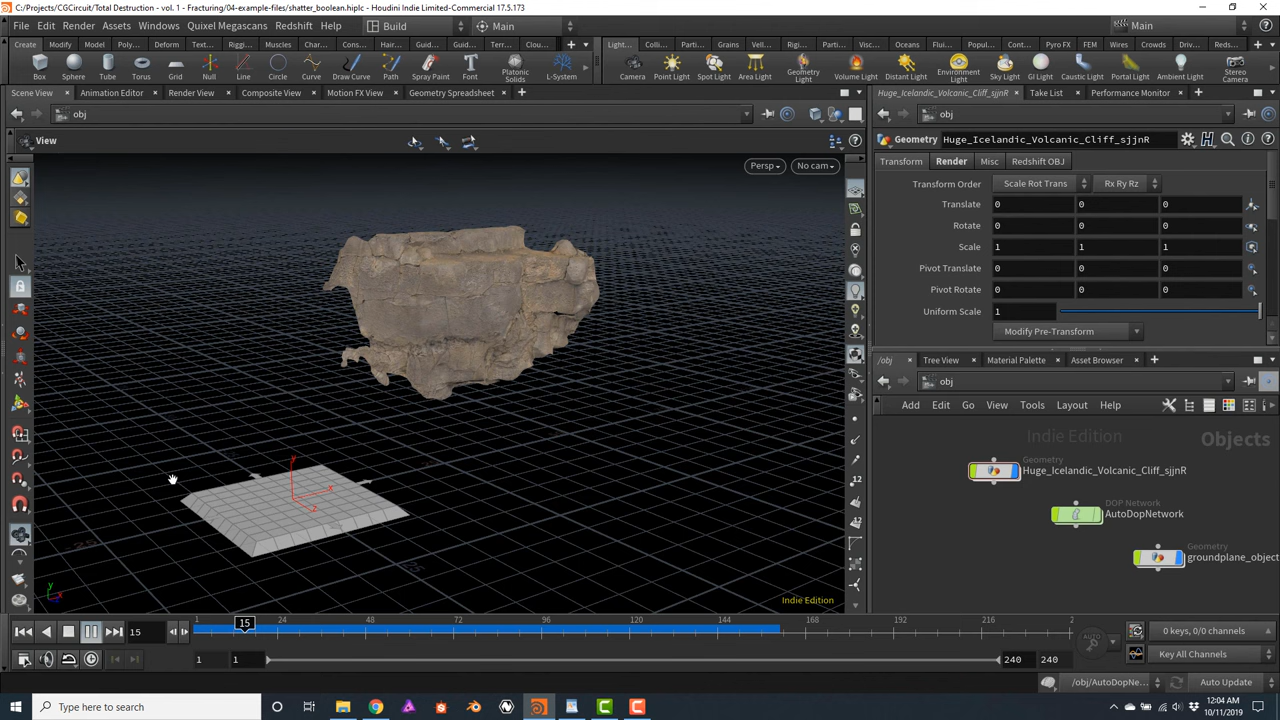 C:/Projects/CGCircuit/Total Destruction - vol. 1 - Fracturing/04-example-files/shatter_boolean.hiplc - Houdini Indie Limited-Commercial 17.5.173
File Edit Render Assets Windows Quixel Megascans Redshift Help Build Main Main
Create Modify Model Poly... Deform Text... Riggi... Muscles Char... Cons... Hair... Guid... Guid... Terr... Clou... Light... Colli... Parti... Grains Vell... Rigi... Parti... Visc... Oceans Flui... Popul... Cont... Pyro FX FEM Wires Crowds Driv... Reds...
Box Sphere Tube Torus Grid Null Line Circle Curve Draw Curve Path Spray Paint Font Platonic Solids L-System Camera Point Light Spot Light Area Light Geometry Light Volume Light Distant Light Environment Light Sky Light GI Light Caustic Light Portal Light Ambient Light Stereo Camera
Scene View Animation Editor Render View Composite View Motion FX View Geometry Spreadsheet Huge_Icelandic_Volcanic_Cliff_sjjnR Take List Performance Monitor
obj obj
View Geometry Huge_Icelandic_Volcanic_Cliff_sjjnR
Persp No cam
Transform Render Misc Redshift OBJ
Transform Order Scale Rot Trans Rx Ry Rz
Translate 0 0 0
Rotate 0 0 0
Scale 1 1 1
Pivot Translate 0 0 0
Pivot Rotate 0 0 0
Uniform Scale 1
Modify Pre-Transform
/obj Tree View Material Palette Asset Browser
obj
Add Edit Go View Tools Layout Help
Indie Edition Objects
Geometry
Huge_Icelandic_Volcanic_Cliff_sjjnR
DOP Network
AutoDopNetwork
Geometry
groundplane_object
12
12
y
x
z
25
y
Indie Edition
15 15 1 24 48 72 96 120 144 168 192 216 2
AUTO
0 keys, 0/0 channels
Key All Channels
1 1 240 240
/obj/AutoDopNe... Auto Update
Type here to search
12:04 AM
10/11/2019